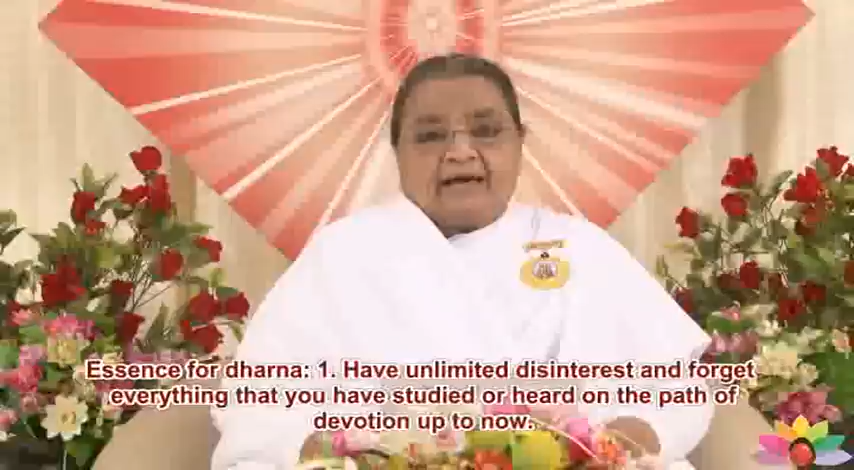 Essence for dharna: 1. Have unlimited disinterest and forget
everything that you have studied or heard on the path of
devotion up to now.